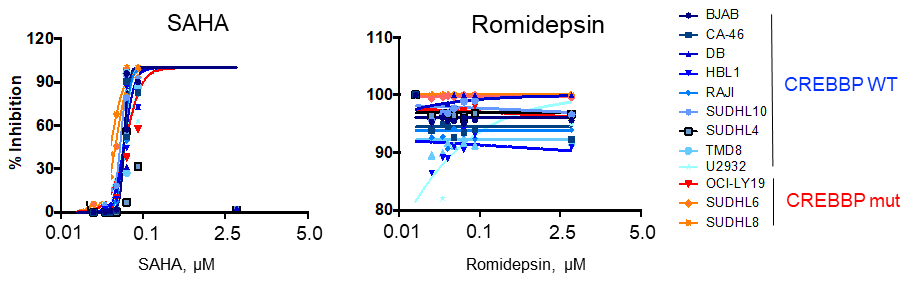 SAHA
120
90
60
30
0
% Inhibition
0.01
0.1
2.5
5.0
SAHA, µM
Romidepsin
110
100
90
80
0.01
0.1
2.5
5.0
Romidepsin, µM
BJAB
CA-46
DB
HBL1
RAJI
SUDHL10
SUDHL4
TMD8
U2932
OCI-LY19
SUDHL6
SUDHL8
CREBBP WT
CREBBP mut